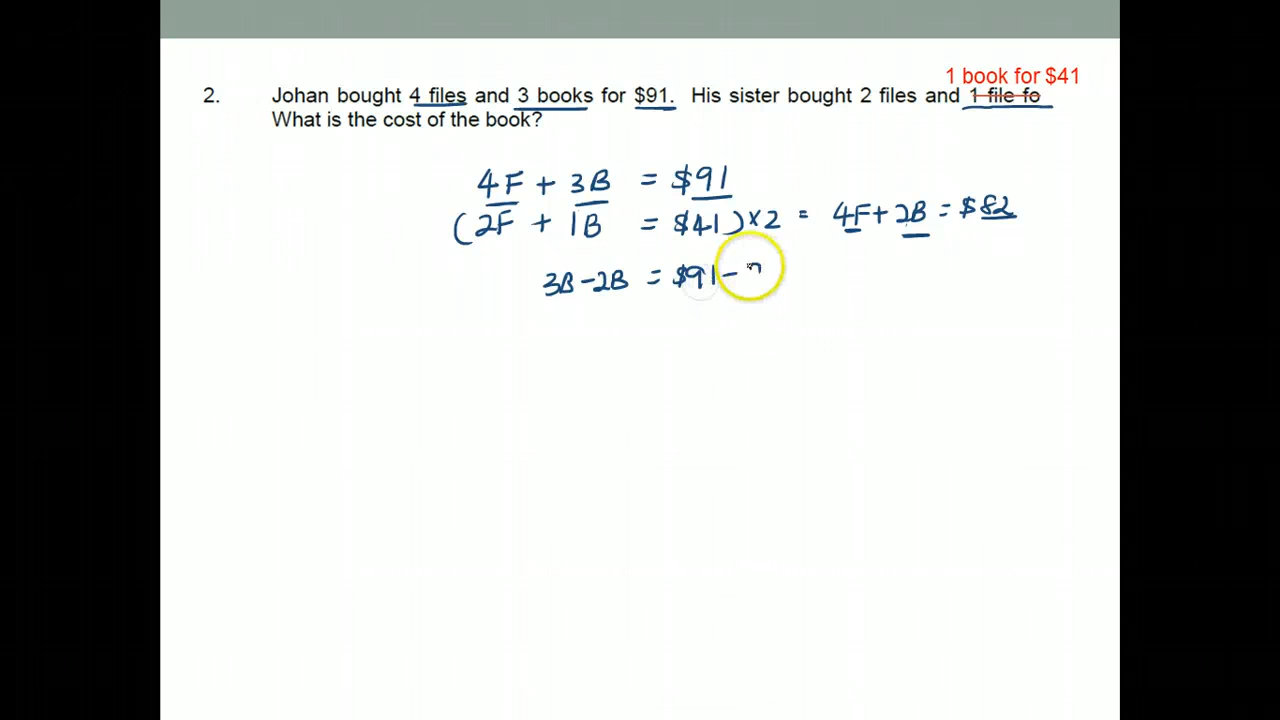 1 book for $41
2. Johan bought 4 files and 3 books for $91. His sister bought 2 files and 1 file fo
What is the cost of the book?
4F + 3B = $91
(2F + 1B = $41) × 2 = 4F + 2B = $82
3B - 2B = $91 -